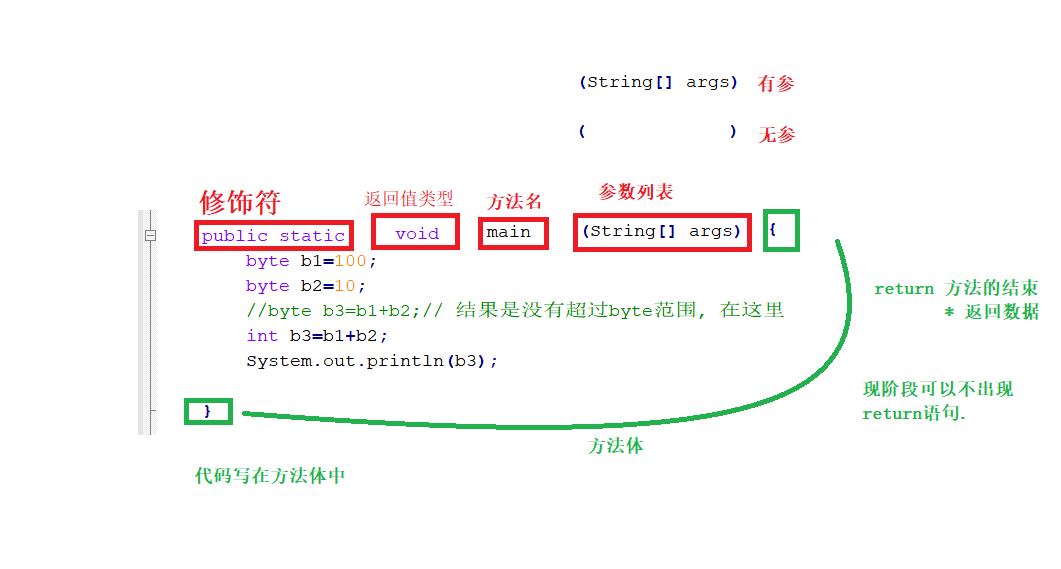 (String[] args) 有参
( ) 无参
修饰符 返回值类型 方法名 参数列表
public static void main (String[] args) {
byte b1=100;
byte b2=10;
//byte b3=b1+b2;// 结果是没有超过byte范围, 在这里
int b3=b1+b2;
System.out.println(b3);
}
return 方法的结束
* 返回数据
现阶段可以不出现
return语句.
方法体
代码写在方法体中